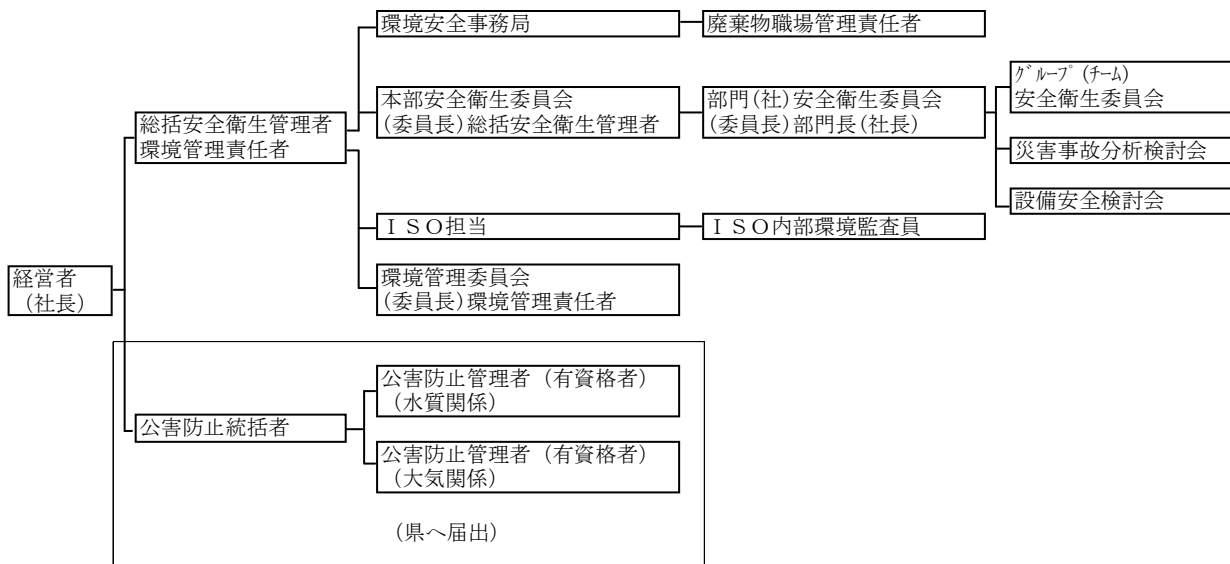 環境安全事務局
廃棄物職場管理責任者
本部安全衛生委員会
(委員長)総括安全衛生管理者
部門(社)安全衛生委員会
(委員長)部門長(社長)
ｸﾞﾙｰﾌﾟ(ﾁｰﾑ)
安全衛生委員会
災害事故分析検討会
設備安全検討会
総括安全衛生管理者
環境管理責任者
ＩＳＯ担当
ＩＳＯ内部環境監査員
環境管理委員会
(委員長)環境管理責任者
経営者
（社長）
公害防止統括者
公害防止管理者（有資格者）
（水質関係）
公害防止管理者（有資格者）
（大気関係）
（県へ届出）